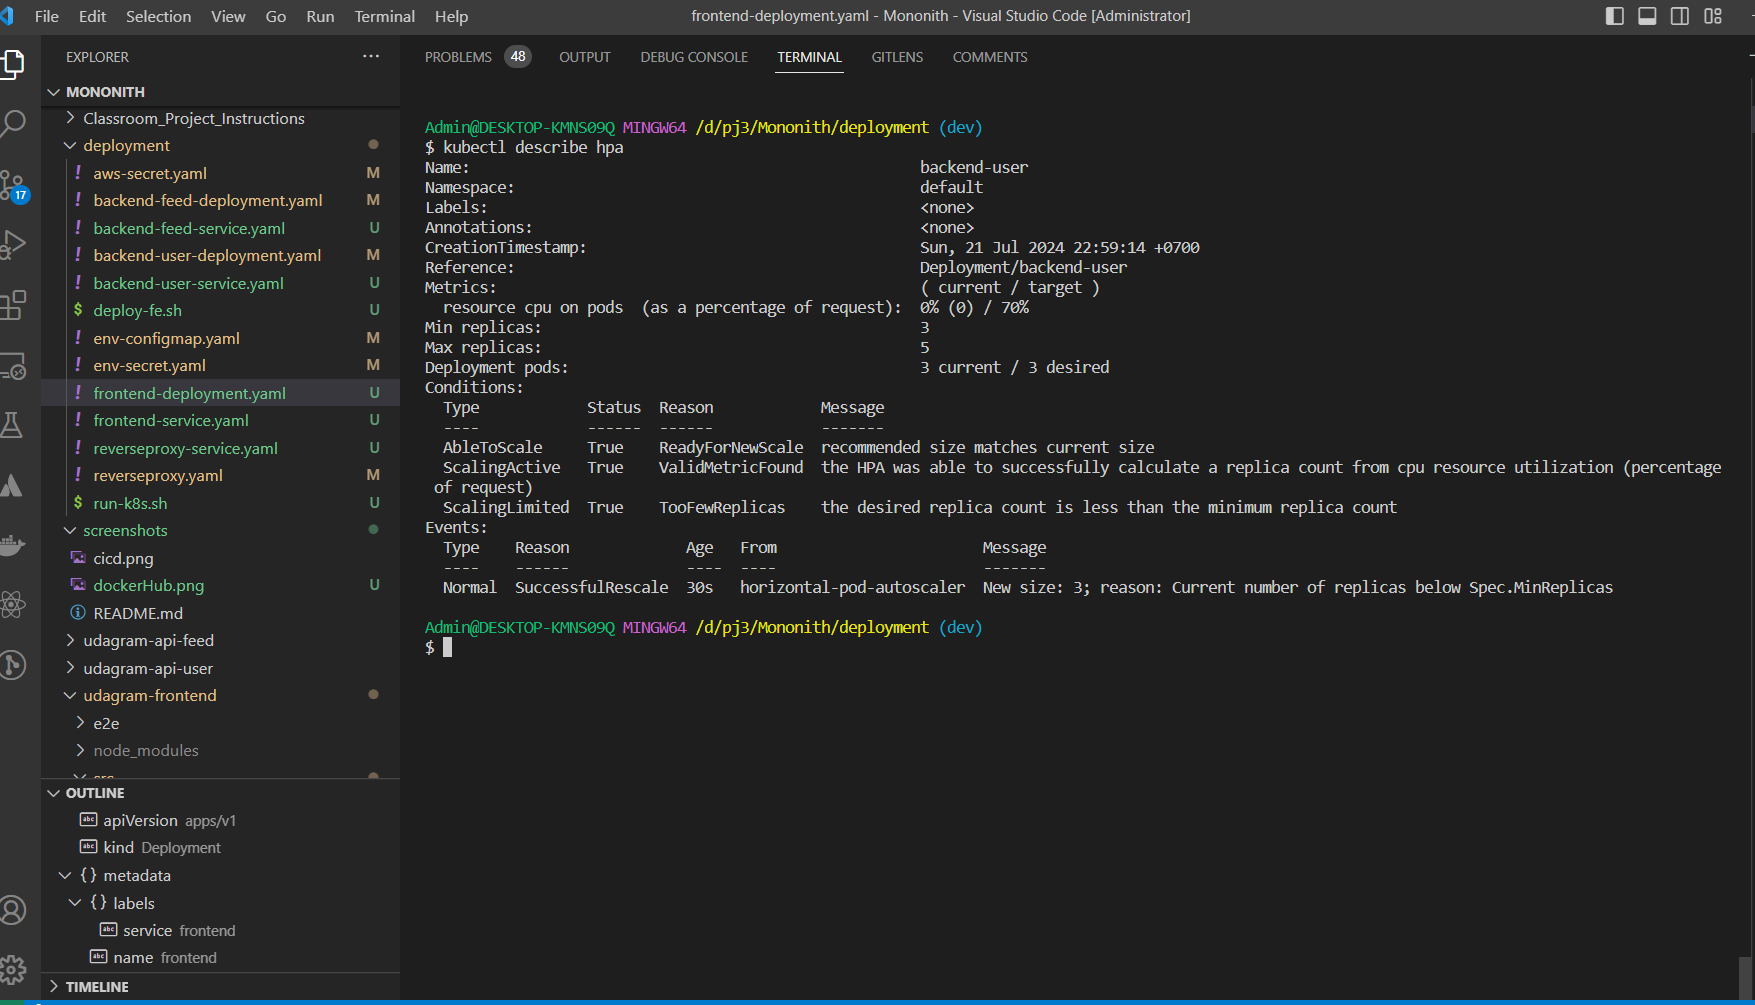 File Edit Selection View Go Run Terminal Help
frontend-deployment.yaml - Mononith - Visual Studio Code [Administrator]
EXPLORER
MONONITH
Classroom_Project_Instructions
deployment
! aws-secret.yaml M
! backend-feed-deployment.yaml M
! backend-feed-service.yaml U
! backend-user-deployment.yaml M
! backend-user-service.yaml U
$ deploy-fe.sh U
! env-configmap.yaml M
! env-secret.yaml M
! frontend-deployment.yaml U
! frontend-service.yaml U
! reverseproxy-service.yaml U
! reverseproxy.yaml M
$ run-k8s.sh U
screenshots
cicd.png
dockerHub.png U
README.md
udagram-api-feed
udagram-api-user
udagram-frontend
e2e
node_modules
src
OUTLINE
apiVersion apps/v1
kind Deployment
{} metadata
{} labels
service frontend
name frontend
TIMELINE
17
PROBLEMS 48 OUTPUT DEBUG CONSOLE TERMINAL GITLENS COMMENTS
Admin@DESKTOP-KMNS09Q MINGW64 /d/pj3/Mononith/deployment (dev)
$ kubectl describe hpa
Name: backend-user
Namespace: default
Labels: <none>
Annotations: <none>
CreationTimestamp: Sun, 21 Jul 2024 22:59:14 +0700
Reference: Deployment/backend-user
Metrics: ( current / target )
resource cpu on pods (as a percentage of request): 0% (0) / 70%
Min replicas: 3
Max replicas: 5
Deployment pods: 3 current / 3 desired
Conditions:
Type Status Reason Message
---- ------ ------ -------
AbleToScale True ReadyForNewScale recommended size matches current size
ScalingActive True ValidMetricFound the HPA was able to successfully calculate a replica count from cpu resource utilization (percentage
of request)
ScalingLimited True TooFewReplicas the desired replica count is less than the minimum replica count
Events:
Type Reason Age From Message
---- ------ ---- ---- -------
Normal SuccessfulRescale 30s horizontal-pod-autoscaler New size: 3; reason: Current number of replicas below Spec.MinReplicas
Admin@DESKTOP-KMNS09Q MINGW64 /d/pj3/Mononith/deployment (dev)
$